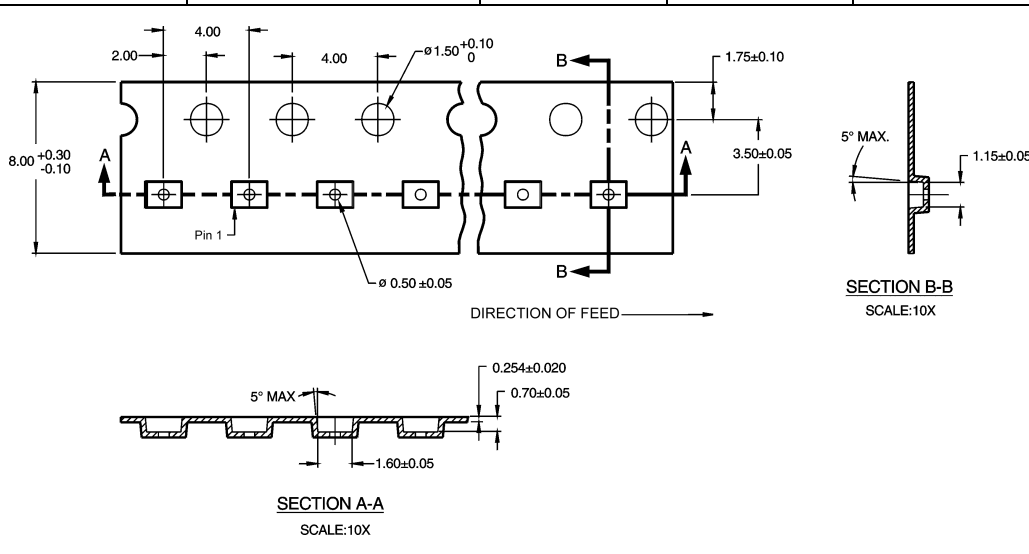 4.00
2.00
4.00
ø1.50 +0.10
0
B
1.75±0.10
8.00 +0.30
-0.10
A
A
3.50±0.05
5° MAX.
1.15±0.05
Pin 1
B
ø 0.50 ±0.05
SECTION B-B
SCALE:10X
DIRECTION OF FEED
0.254±0.020
5° MAX
0.70±0.05
1.60±0.05
SECTION A-A
SCALE:10X